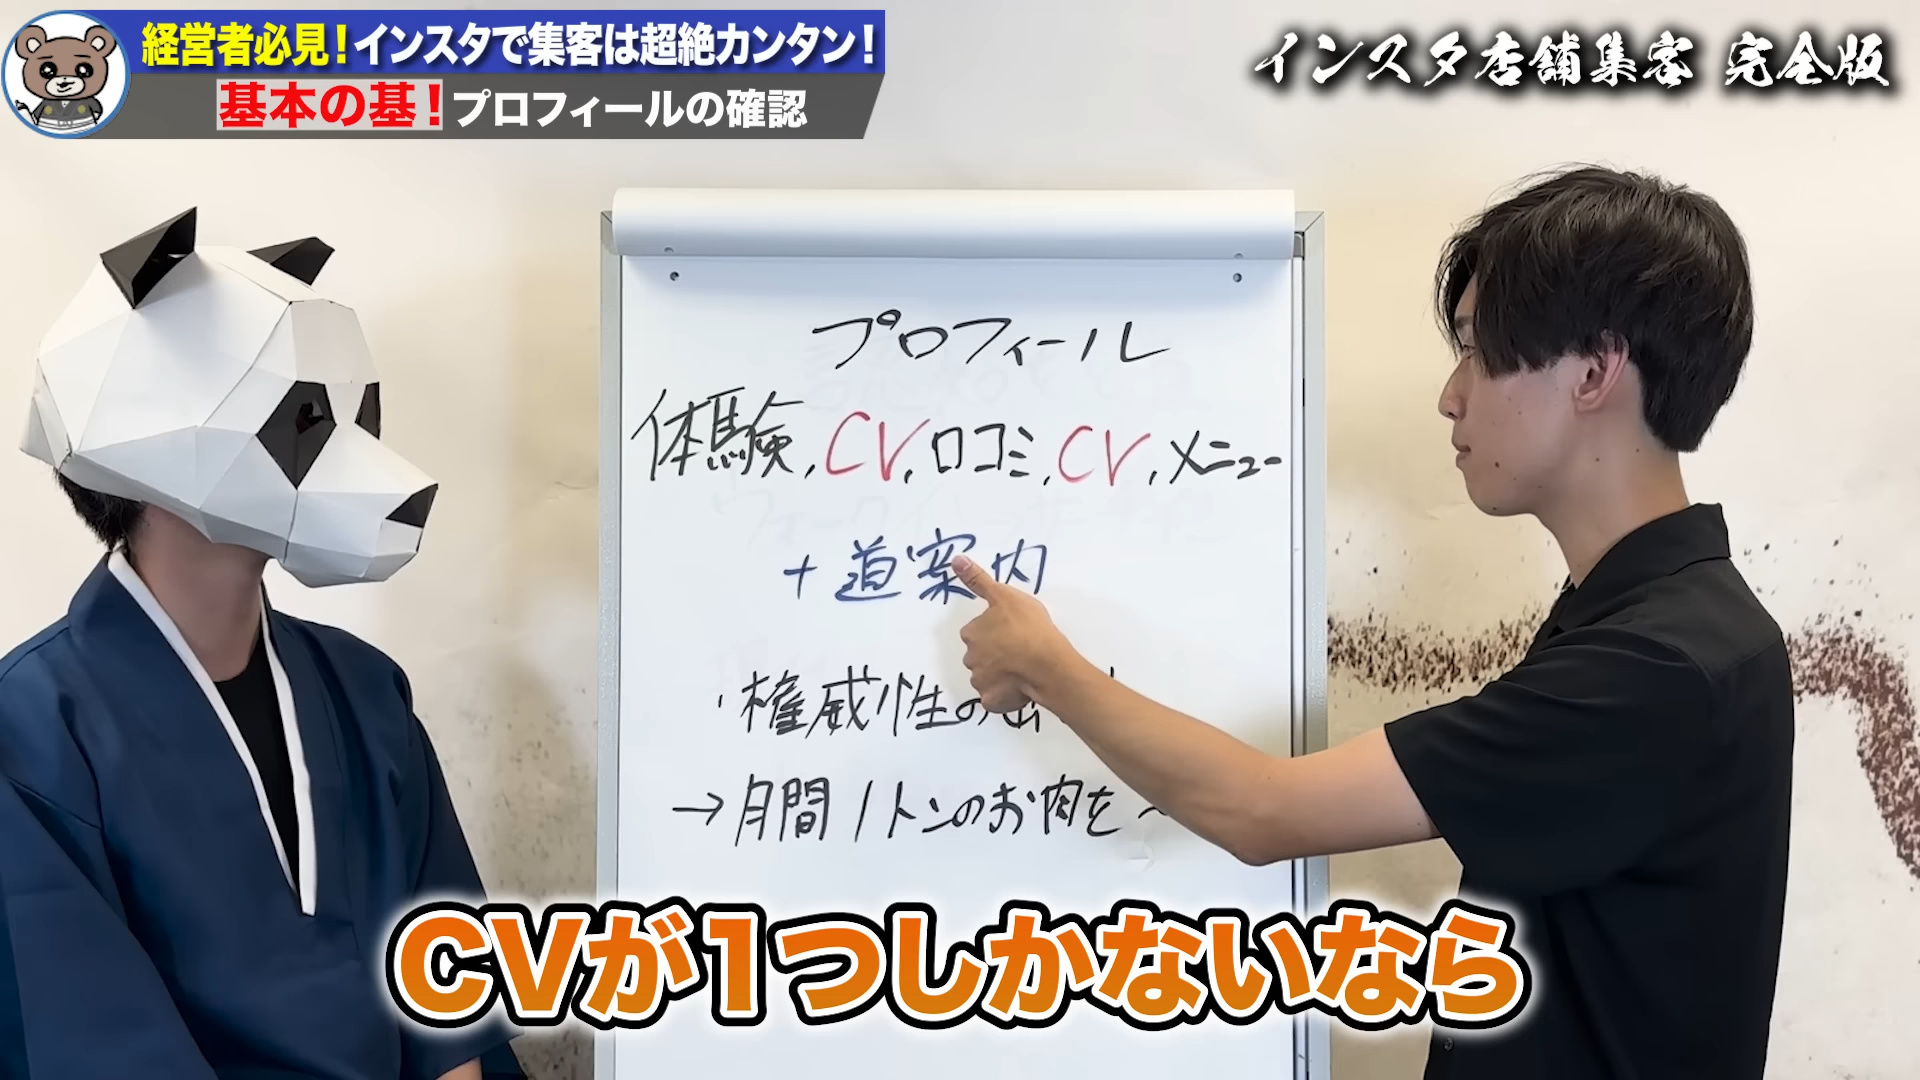 経営者必見！インスタで集客は超絶カンタン！
基本の基！プロフィールの確認
インスタ店舗集客 完全版
プロフィール
体験, CV, 口コミ, CV, メニュー
+ 道案内
・権威性の出
→月間1トンのお肉を〜
CVが1つしかないなら